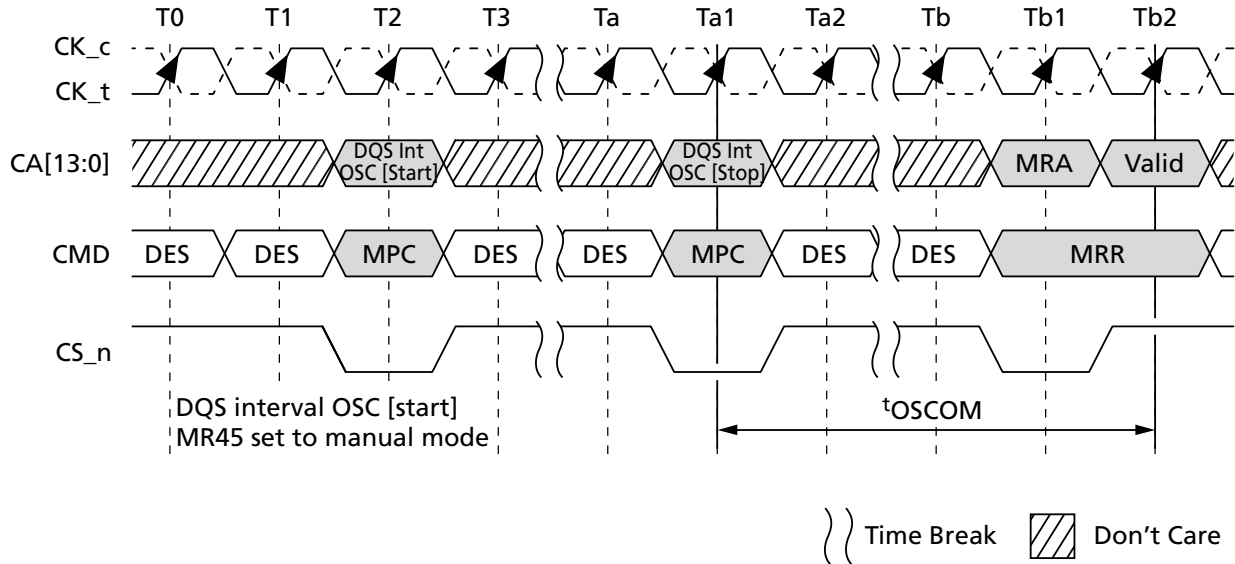 T0 T1 T2 T3 Ta Ta1 Ta2 Tb Tb1 Tb2
CK_c
CK_t
CA[13:0] DQS Int OSC [Start] DQS Int OSC [Stop] MRA Valid
CMD DES DES MPC DES DES MPC DES DES MRR
CS_n
DQS interval OSC [start]
MR45 set to manual mode
tOSCOM
Time Break Don't Care